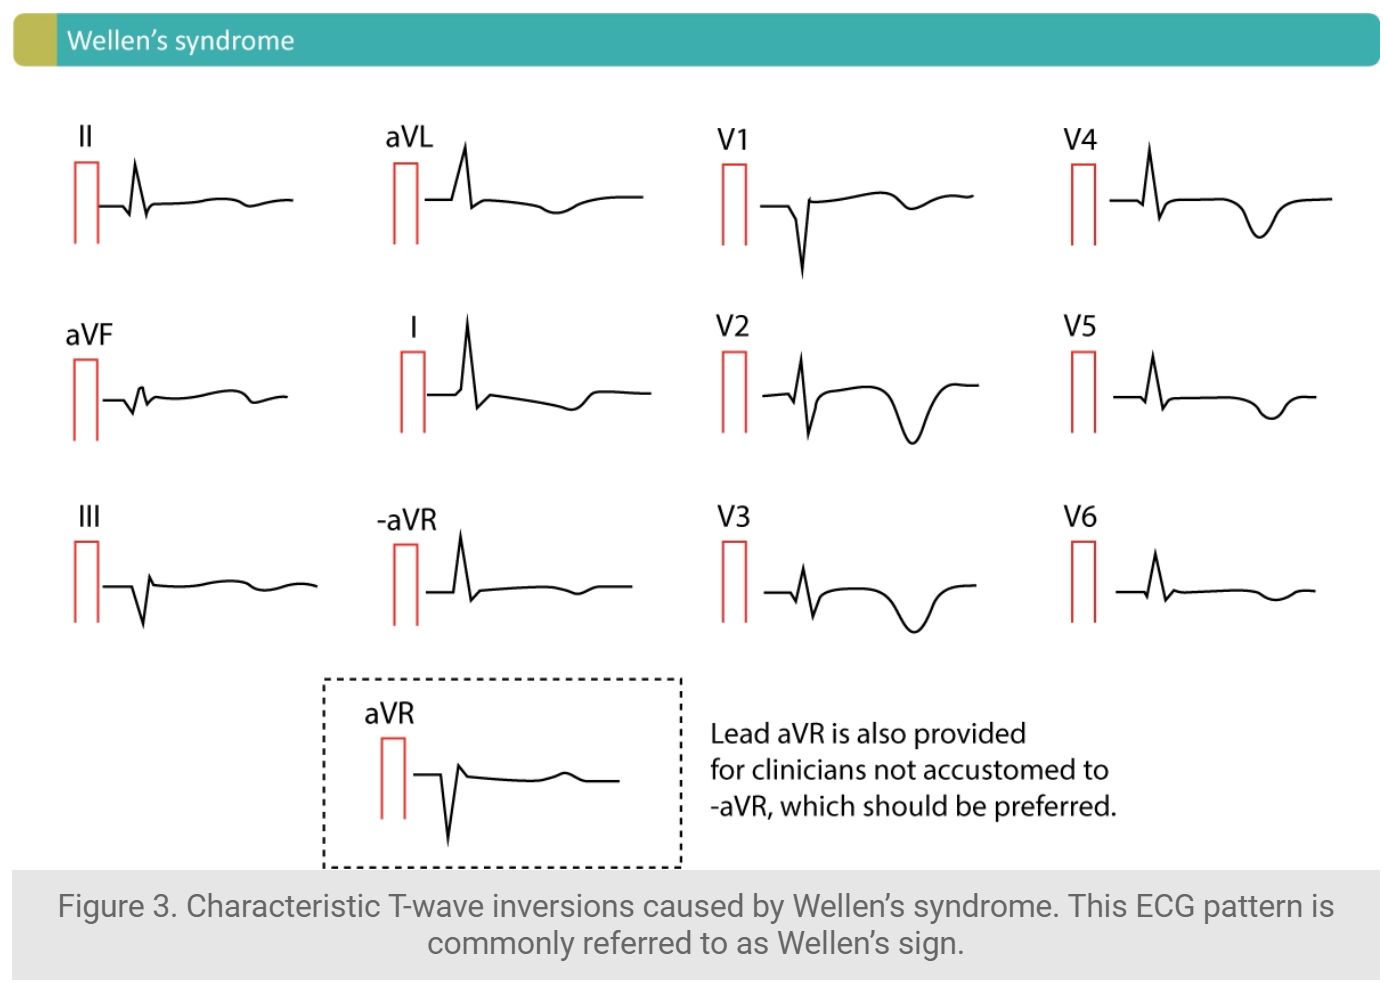 Wellen’s syndrome
II
aVL
V1
V4
aVF
I
V2
V5
III
-aVR
V3
V6
aVR
Lead aVR is also provided
for clinicians not accustomed to
-aVR, which should be preferred.
Figure 3. Characteristic T-wave inversions caused by Wellen’s syndrome. This ECG pattern is
commonly referred to as Wellen’s sign.